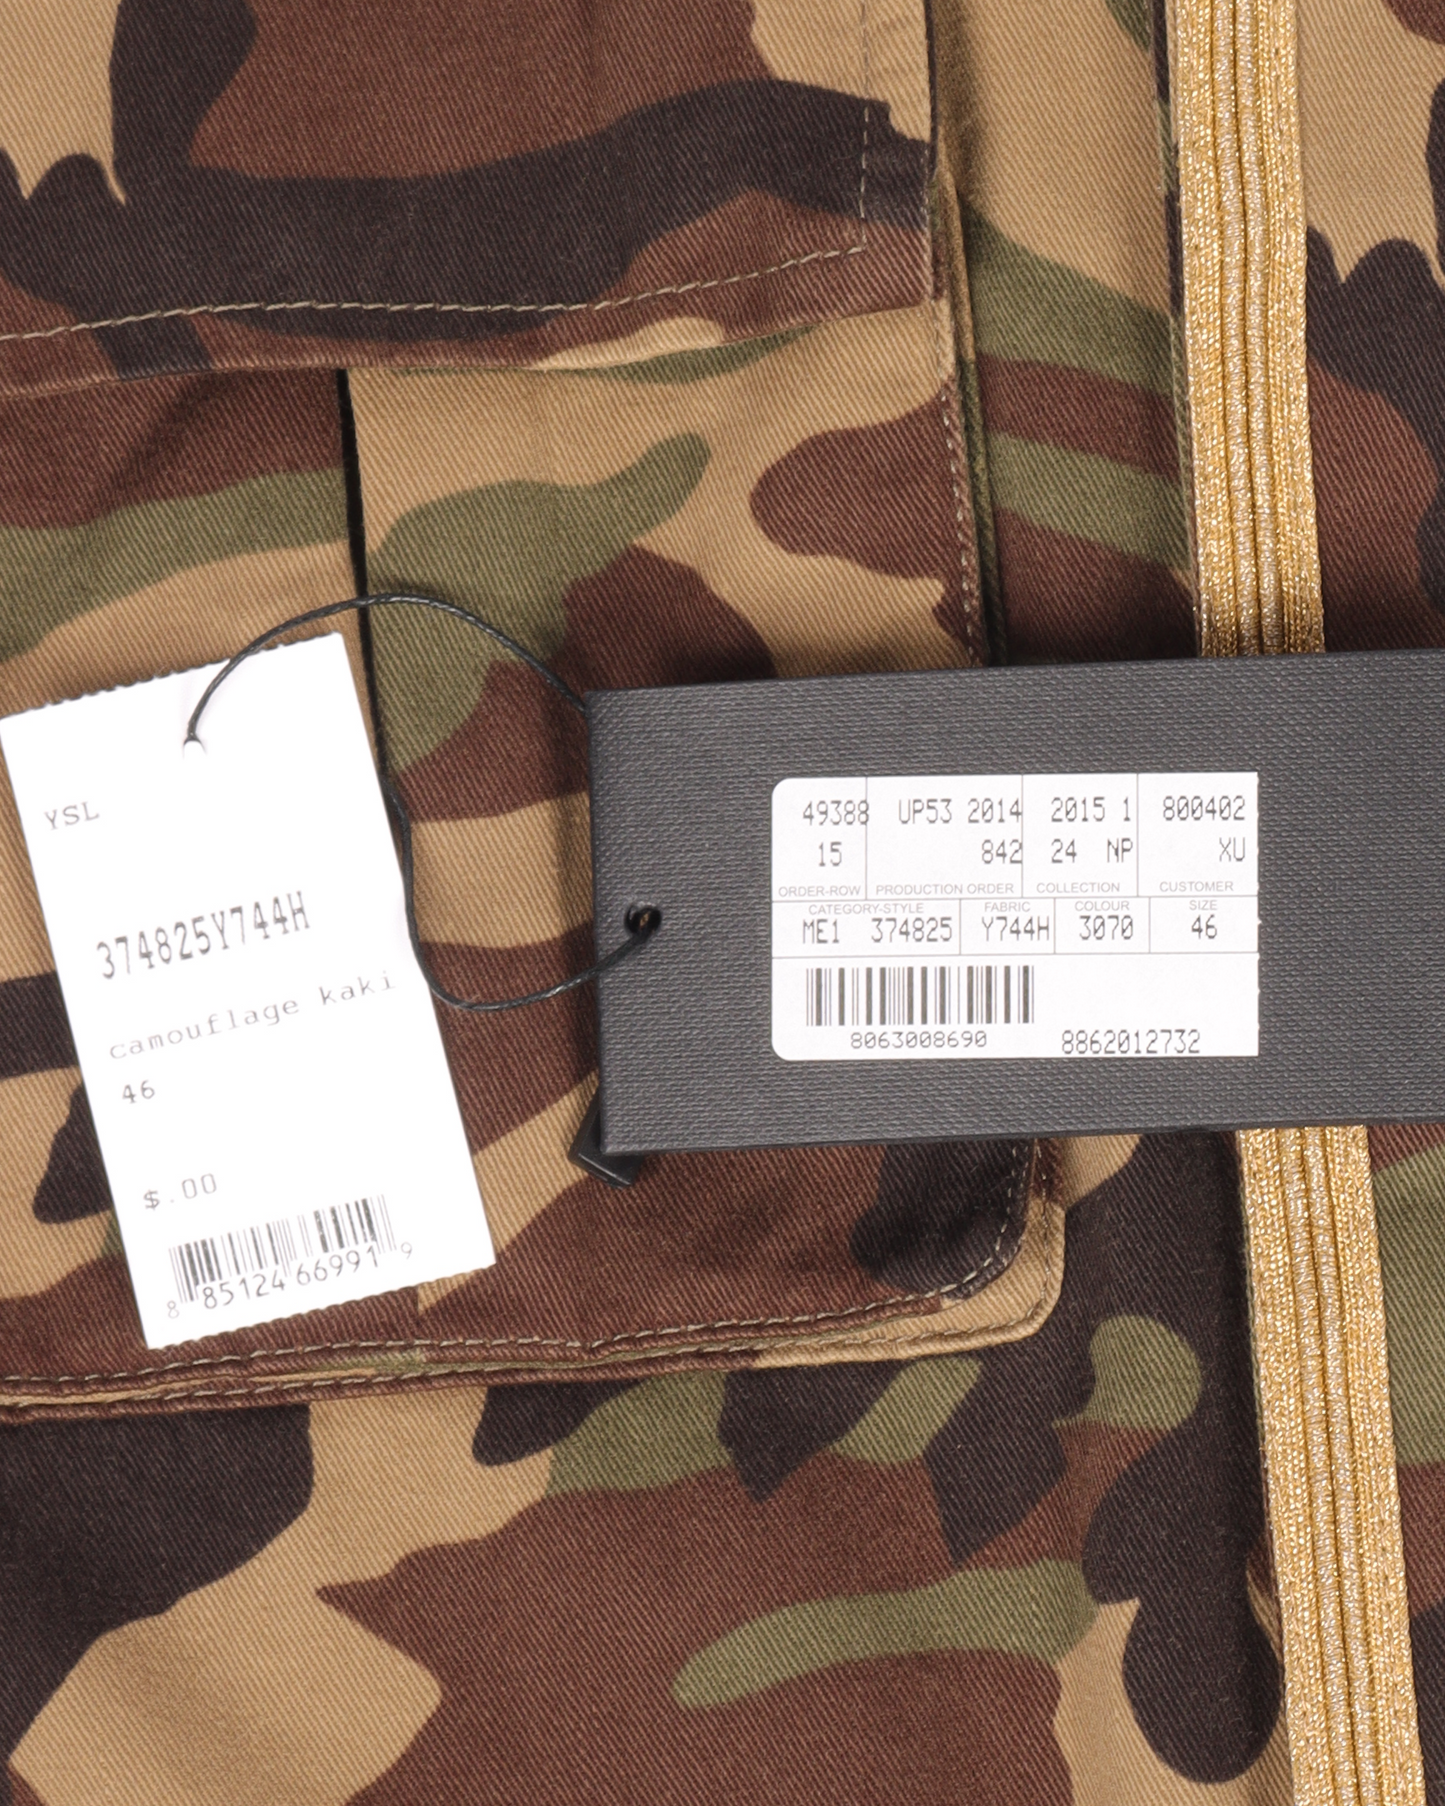 YSL
374825Y744H
camouflage kaki
46
$.00
8 85124 66991 9
49388 UP53 2014 2015 1 800402
15 842 24 NP XU
ORDER-ROW PRODUCTION ORDER COLLECTION CUSTOMER
CATEGORY-STYLE FABRIC COLOUR SIZE
ME1 374825 Y744H 3070 46
8063008690 8862012732